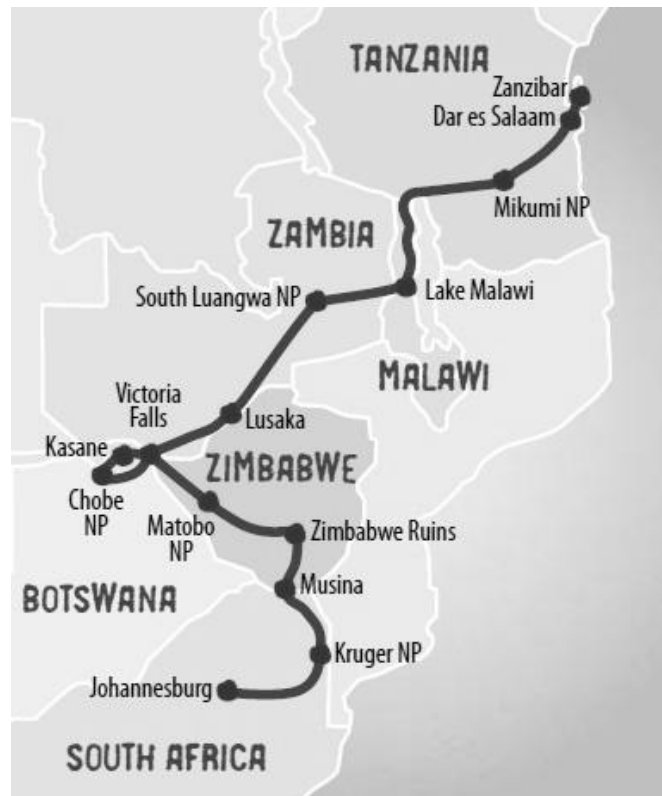 TANZANIA
Zanzibar
Dar es Salaam
Mikumi NP
ZAMBIA
South Luangwa NP
Lake Malawi
MALAWI
Victoria
Falls
Lusaka
Kasane
ZIMBABWE
Chobe
NP
Matobo
NP
Zimbabwe Ruins
BOTSWANA
Musina
Kruger NP
Johannesburg
SOUTH AFRICA